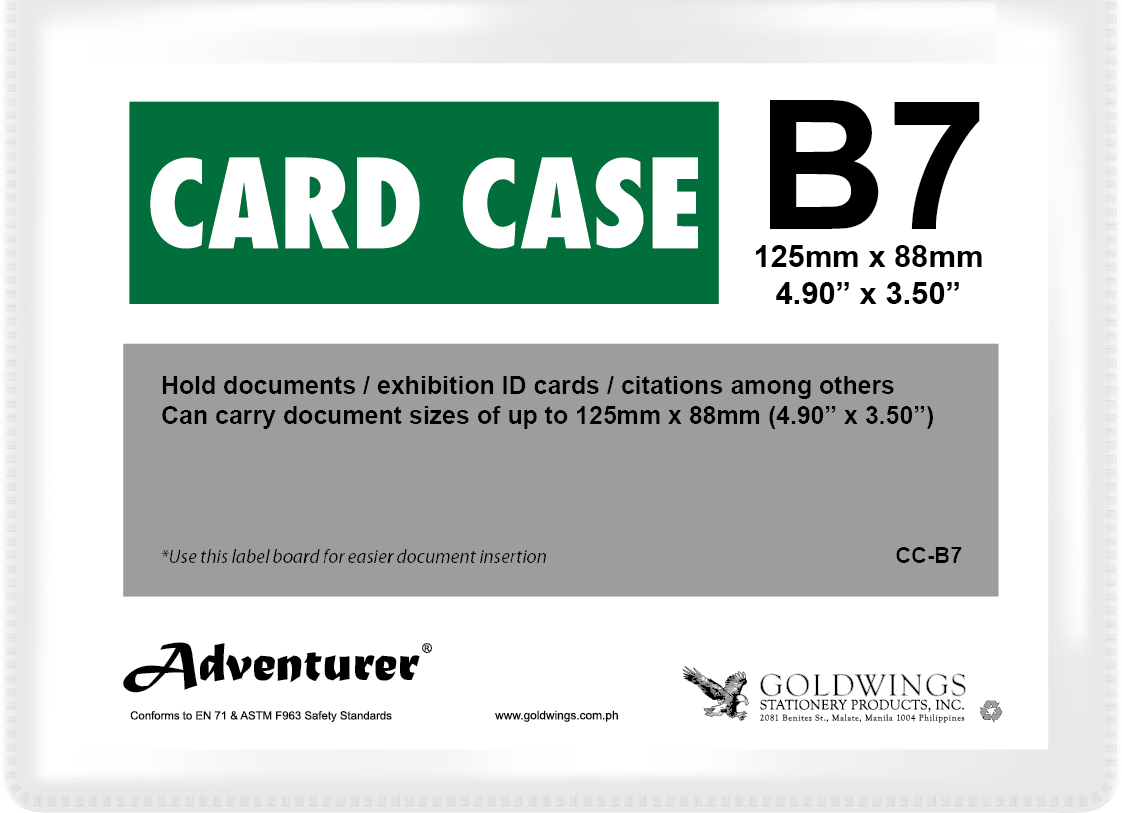 CARD CASE
B7
125mm x 88mm
4.90” x 3.50”
Hold documents / exhibition ID cards / citations among others
Can carry document sizes of up to 125mm x 88mm (4.90” x 3.50”)
*Use this label board for easier document insertion
CC-B7
Adventurer®
Conforms to EN 71 & ASTM F963 Safety Standards
www.goldwings.com.ph
GOLDWINGS
STATIONERY PRODUCTS, INC.
2081 Benitez St., Malate, Manila 1004 Philippines